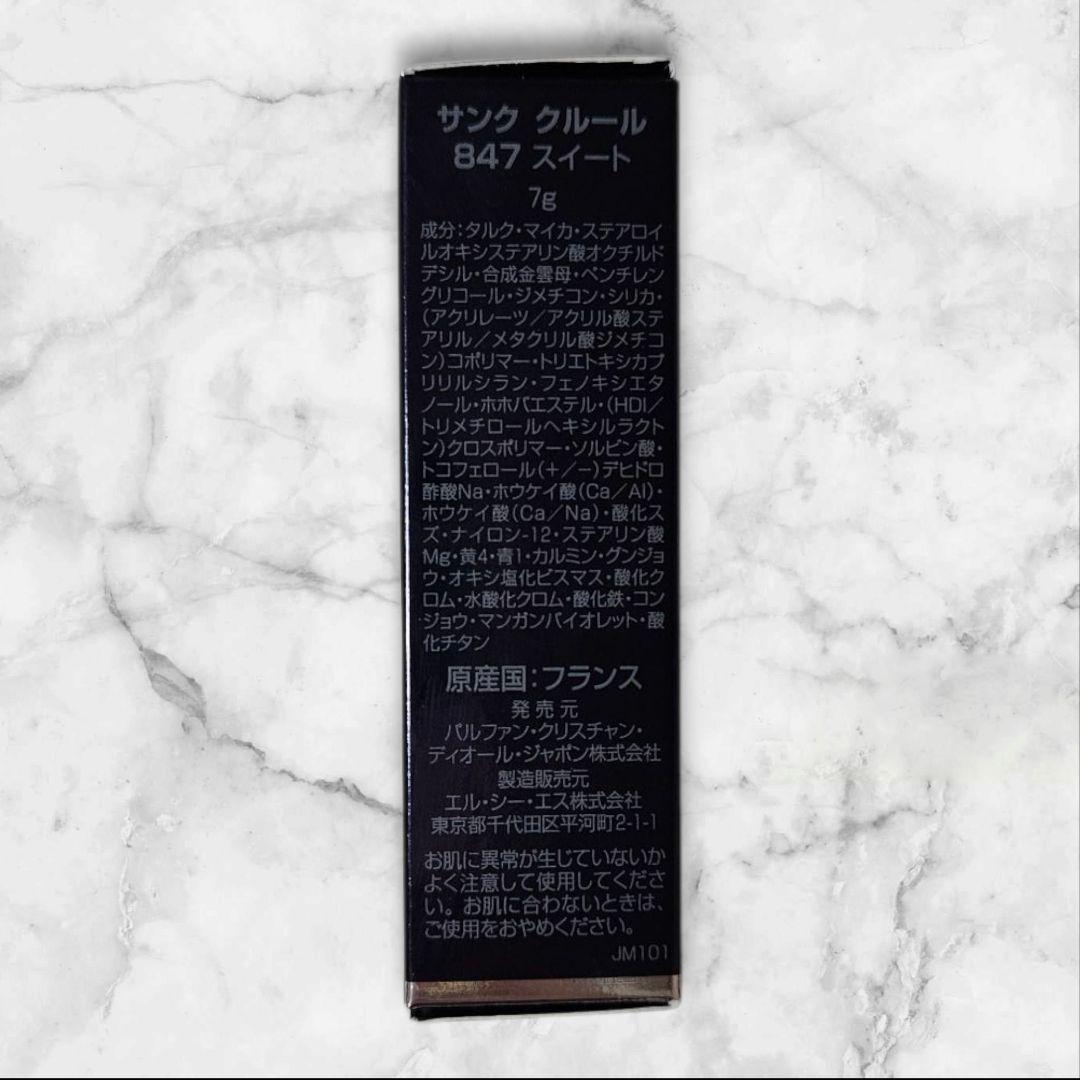 サンク クルール
847 スイート
7g
成分:タルク・マイカ・ステアロイ
ルオキシステアリン酸オクチルド
デシル・合成金雲母・ペンチレン
グリコール・ジメチコン・シリカ・
(アクリレーツ/アクリル酸ステ
アリル/メタクリル酸ジメチコ
ン)コポリマー・トリエトキシカプ
リリルシラン・フェノキシエタ
ノール・ホホバエステル・(HDI/
トリメチロールヘキシルラクト
ン)クロスポリマー・ソルビン酸・
トコフェロール(+/−)デヒドロ
酢酸Na・ホウケイ酸(Ca/Al)・
ホウケイ酸(Ca/Na)・酸化ス
ズ・ナイロン-12・ステアリン酸
Mg・黄4・青1・カルミン・グンジョ
ウ・オキシ塩化ビスマス・酸化ク
ロム・水酸化クロム・酸化鉄・コン
ジョウ・マンガンバイオレット・酸
化チタン
原産国:フランス
発売元
パルファン・クリスチャン・
ディオール・ジャポン株式会社
製造販売元
エル・シー・エス株式会社
東京都千代田区平河町2-1-1
お肌に異常が生じていないか
よく注意して使用してくださ
い。お肌に合わないときは、
ご使用をおやめください。
JM101